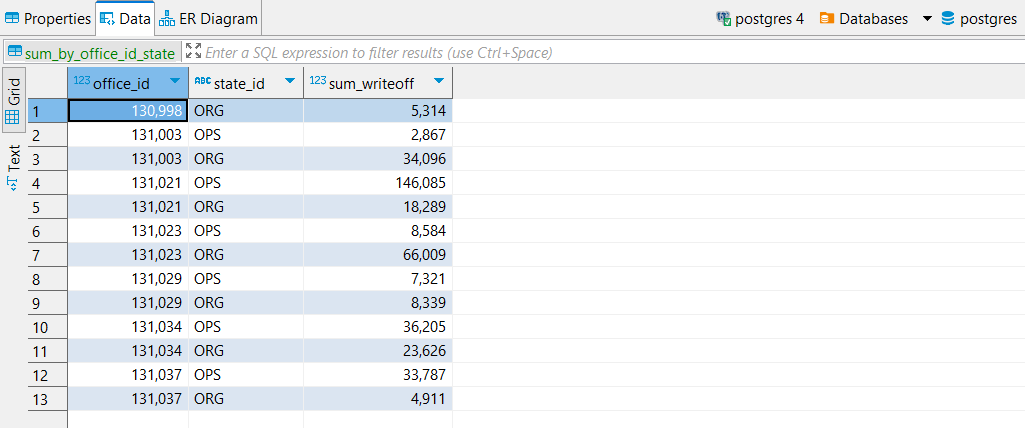 Properties Data ER Diagram postgres 4 Databases postgres
sum_by_office_id_state Enter a SQL expression to filter results (use Ctrl+Space)
Grid
Text
123 office_id ABC state_id 123 sum_writeoff
1 130,998 ORG 5,314
2 131,003 OPS 2,867
3 131,003 ORG 34,096
4 131,021 OPS 146,085
5 131,021 ORG 18,289
6 131,023 OPS 8,584
7 131,023 ORG 66,009
8 131,029 OPS 7,321
9 131,029 ORG 8,339
10 131,034 OPS 36,205
11 131,034 ORG 23,626
12 131,037 OPS 33,787
13 131,037 ORG 4,911